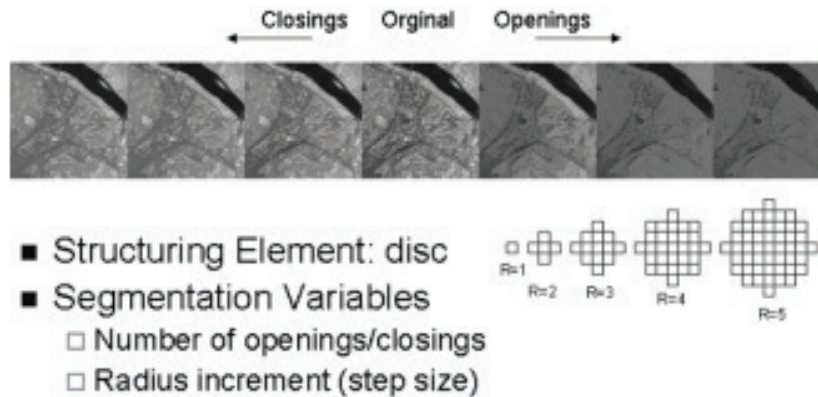 Closings Orginal Openings
■ Structuring Element: disc
■ Segmentation Variables
□ Number of openings/closings
□ Radius increment (step size)
R=1
R=2
R=3
R=4
R=5